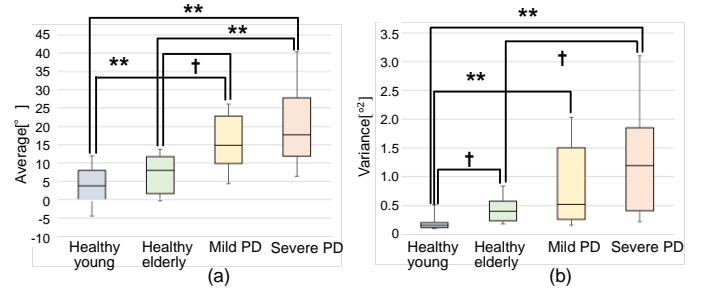 **
**
**
†
45
40
35
30
25
20
15
10
5
0
-5
-10
Average[° ]
Healthy young
Healthy elderly
Mild PD
Severe PD
(a)
**
†
**
†
3.5
3.0
2.0
1.5
1.0
0.5
0
Variance[°²]
Healthy young
Healthy elderly
Mild PD
Severe PD
(b)